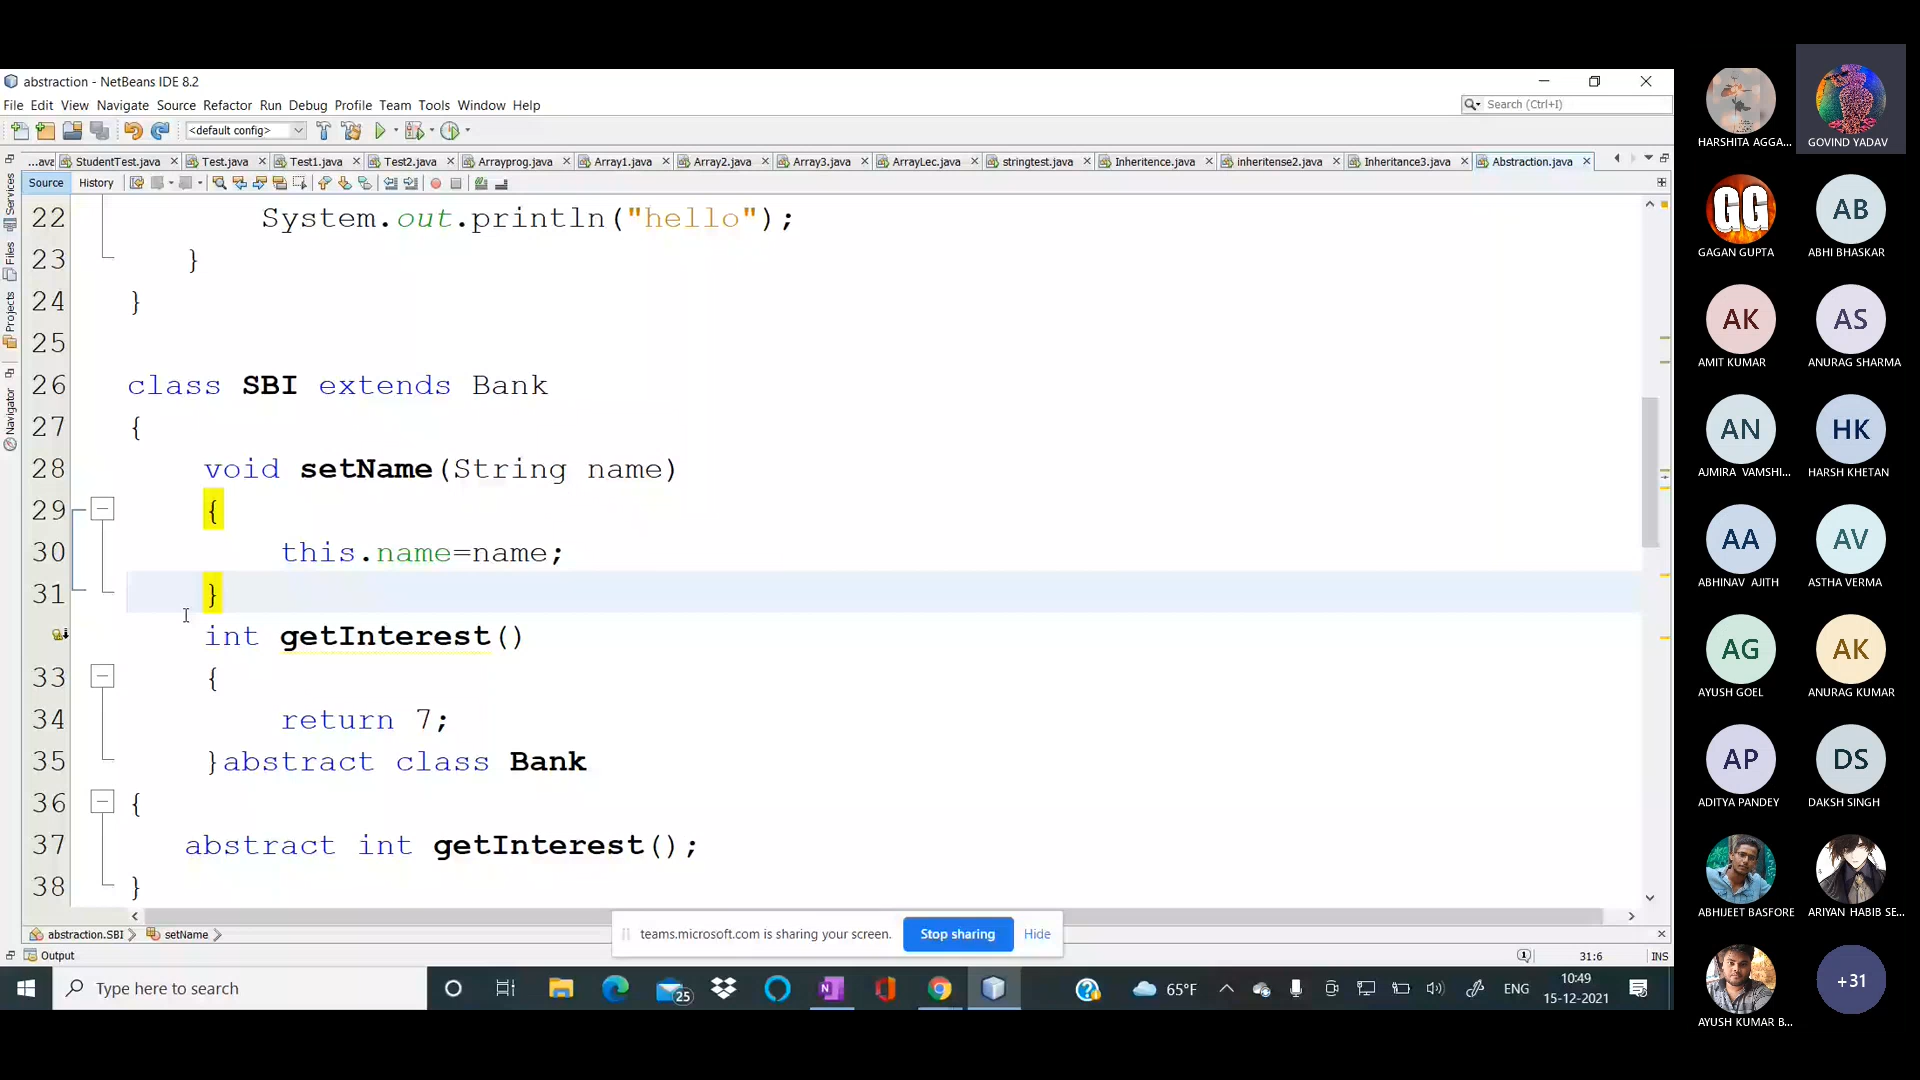 abstraction - NetBeans IDE 8.2
File Edit View Navigate Source Refactor Run Debug Profile Team Tools Window Help
Search (Ctrl+I)
<default config>
...ava StudentTest.java Test.java Test1.java Test2.java Arrayprog.java Array1.java Array2.java Array3.java ArrayLec.java stringtest.java Inheritence.java inheritense2.java Inheritance3.java Abstraction.java
Source History
Services
Files
Projects
Navigator
22 System.out.println("hello");
23 }
24 }
25
26 class SBI extends Bank
27 {
28 void setName(String name)
29 {
30 this.name=name;
31 }
int getInterest()
33 {
34 return 7;
35 }abstract class Bank
36 {
37 abstract int getInterest();
38 }
abstraction.SBI setName
teams.microsoft.com is sharing your screen. Stop sharing Hide
Output
1
31:6 INS
Type here to search
25
65°F
ENG
10:49
15-12-2021
HARSHITA AGGA...
GOVIND YADAV
GG
GAGAN GUPTA
AB
ABHI BHASKAR
AK
AMIT KUMAR
AS
ANURAG SHARMA
AN
AJMIRA VAMSHI...
HK
HARSH KHETAN
AA
ABHINAV AJITH
AV
ASTHA VERMA
AG
AYUSH GOEL
AK
ANURAG KUMAR
AP
ADITYA PANDEY
DS
DAKSH SINGH
ABHIJEET BASFORE
ARIYAN HABIB SE...
AYUSH KUMAR B...
+31